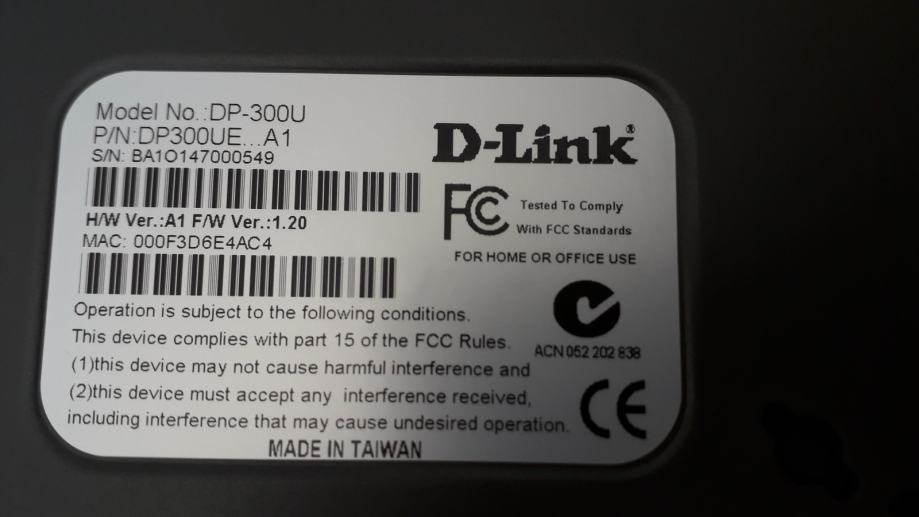 Model No.:DP-300U
P/N:DP300UE...A1
S/N: BA1O147000549
D-Link®
FC Tested To Comply
With FCC Standards
H/W Ver.:A1 F/W Ver.:1.20
MAC: 000F3D6E4AC4
FOR HOME OR OFFICE USE
Operation is subject to the following conditions.
This device complies with part 15 of the FCC Rules.
ACN 052 202 838
(1)this device may not cause harmful interference and
(2)this device must accept any interference received,
including interference that may cause undesired operation.
CE
MADE IN TAIWAN